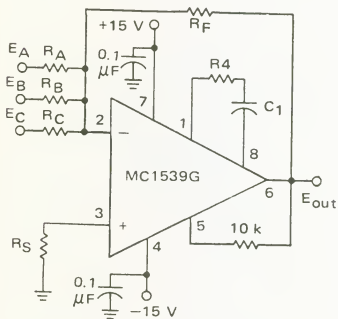 +15 V
0.1
µF
R_F
E_A
R_A
E_B
R_B
E_C
R_C
R4
C_1
7
1
2
−
8
MC1539G
6
E_out
3
+
5
4
10 k
R_S
0.1
µF
−15 V